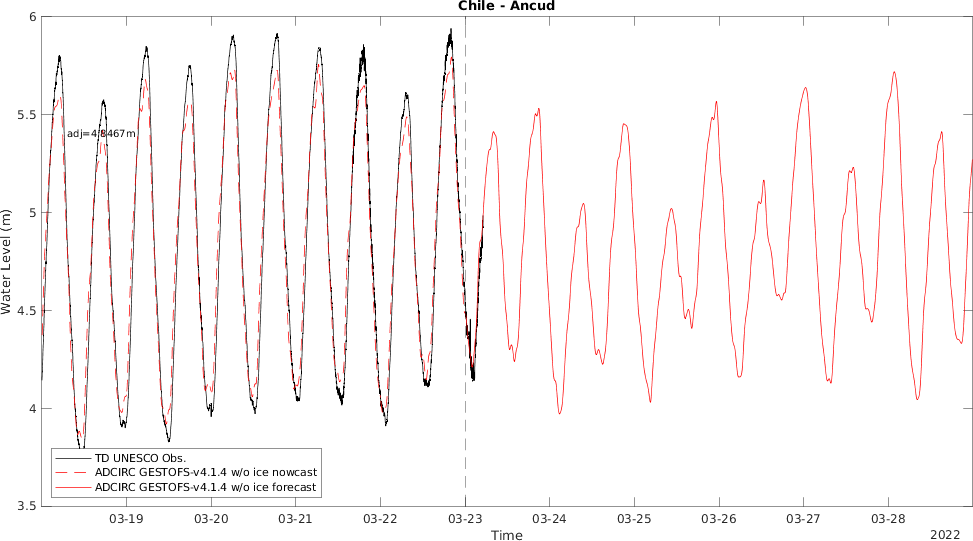 Chile - Ancud
6
5.5
5
4.5
4
3.5
Water Level (m)
adj=4.8467m
TD UNESCO Obs.
ADCIRC GESTOFS-v4.1.4 w/o ice nowcast
ADCIRC GESTOFS-v4.1.4 w/o ice forecast
03-19
03-20
03-21
03-22
03-23
03-24
03-25
03-26
03-27
03-28
Time
2022